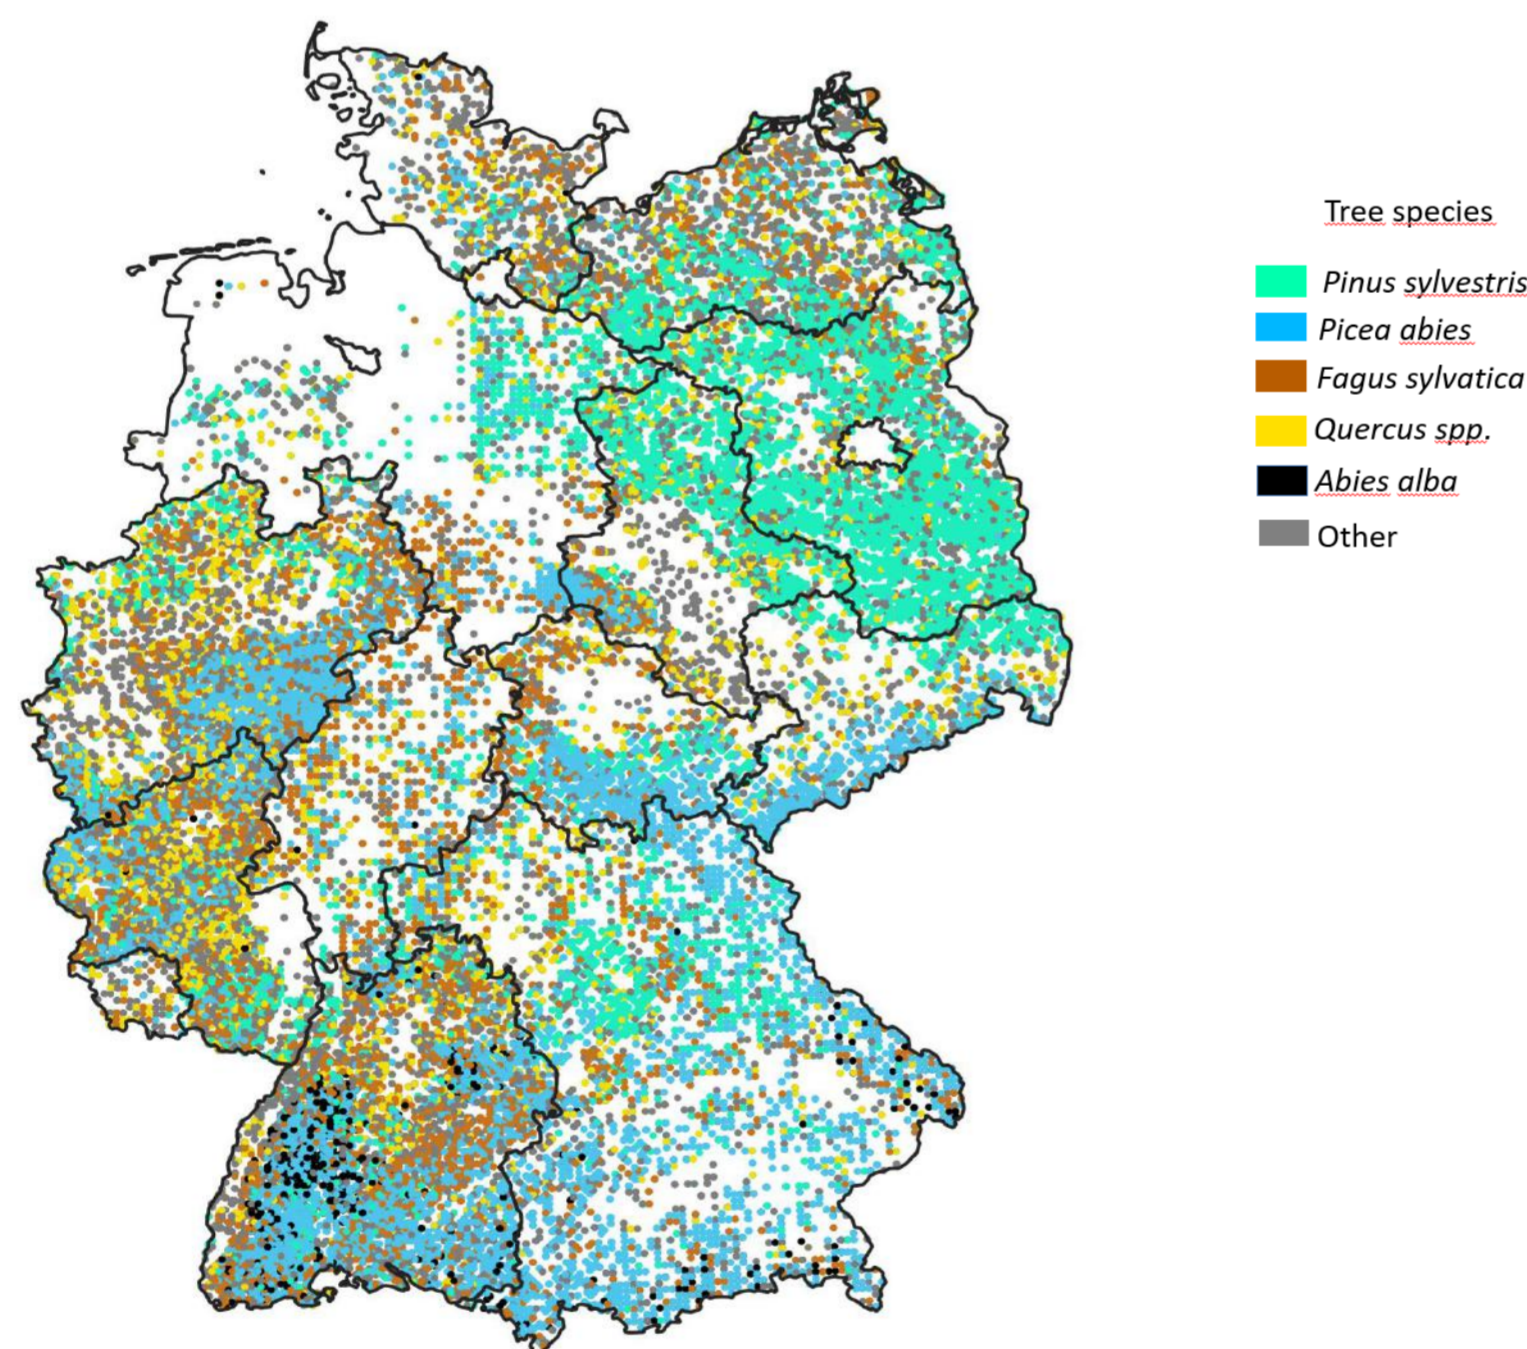 Tree species
Pinus sylvestris
Picea abies
Fagus sylvatica
Quercus spp.
Abies alba
Other